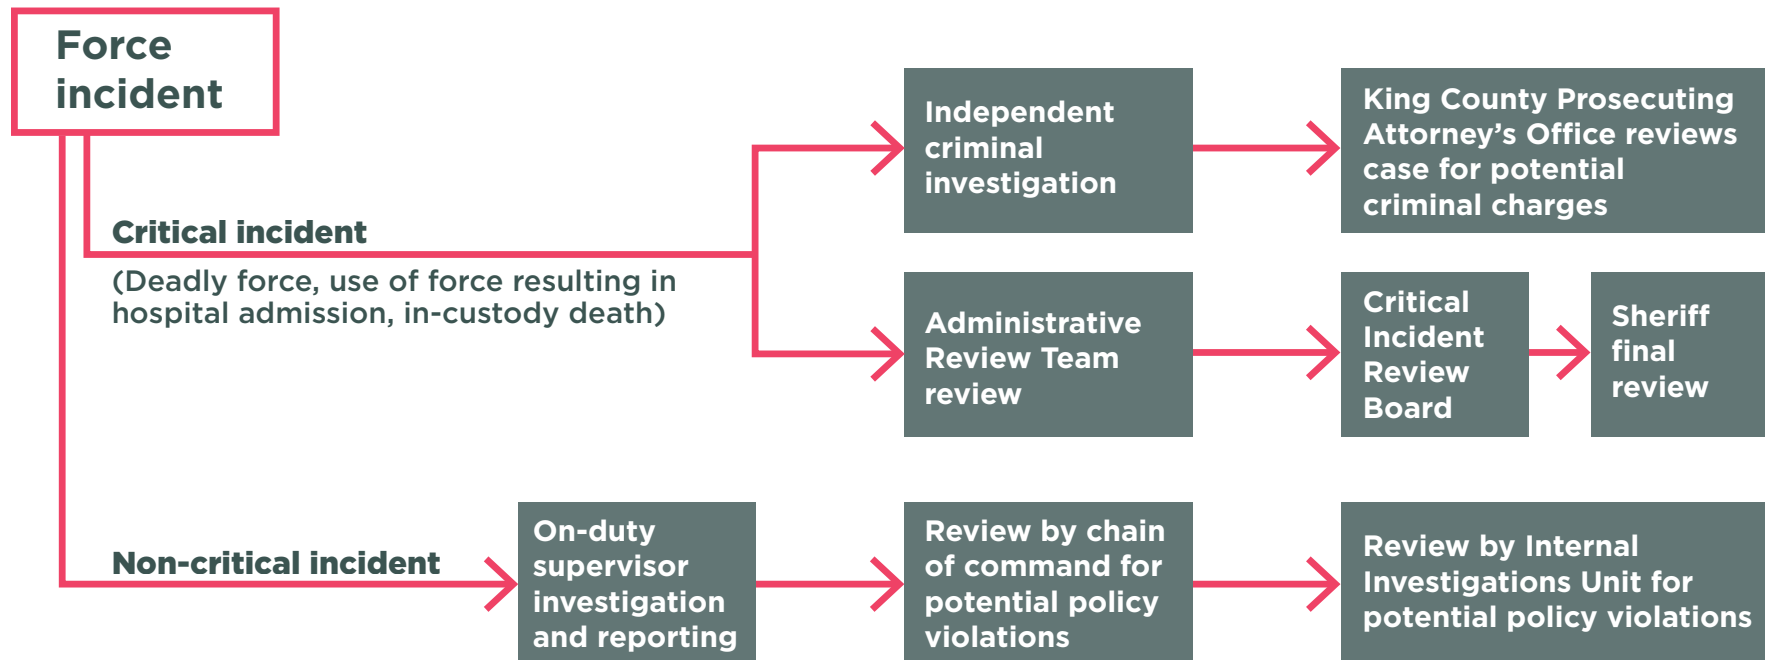 Force
incident
Critical incident
(Deadly force, use of force resulting in
hospital admission, in-custody death)
Independent
criminal
investigation
King County Prosecuting
Attorney’s Office reviews
case for potential
criminal charges
Administrative
Review Team
review
Critical
Incident
Review
Board
Sheriff
final
review
Non-critical incident
On-duty
supervisor
investigation
and reporting
Review by chain
of command for
potential policy
violations
Review by Internal
Investigations Unit for
potential policy violations